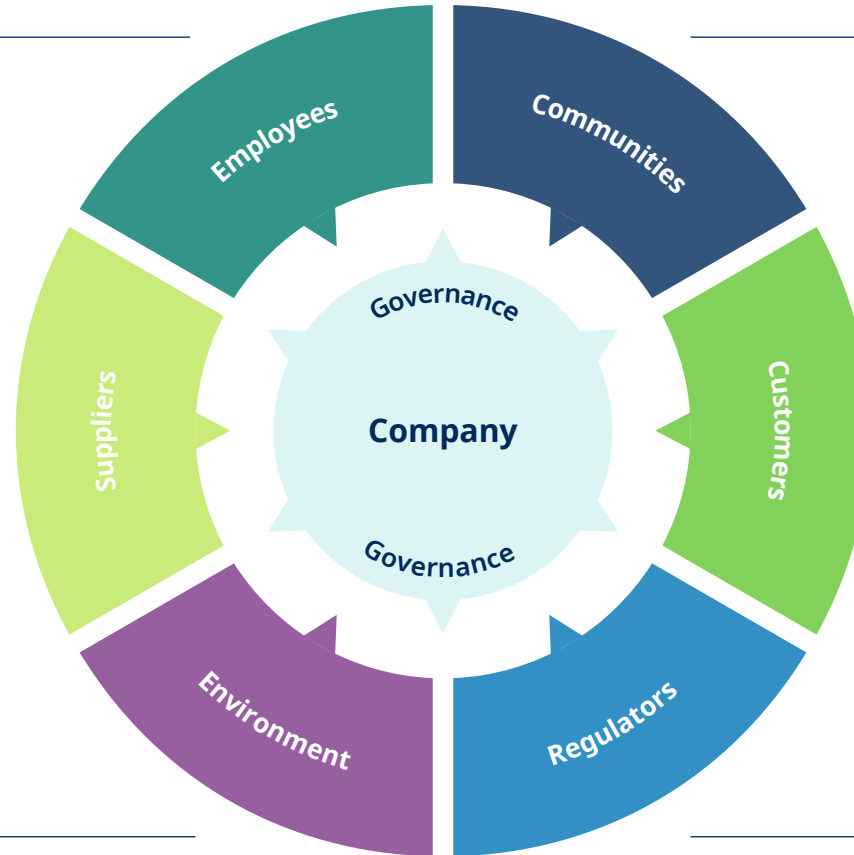 Employees
Communities
Governance
Suppliers
Company
Customers
Governance
Environment
Regulators